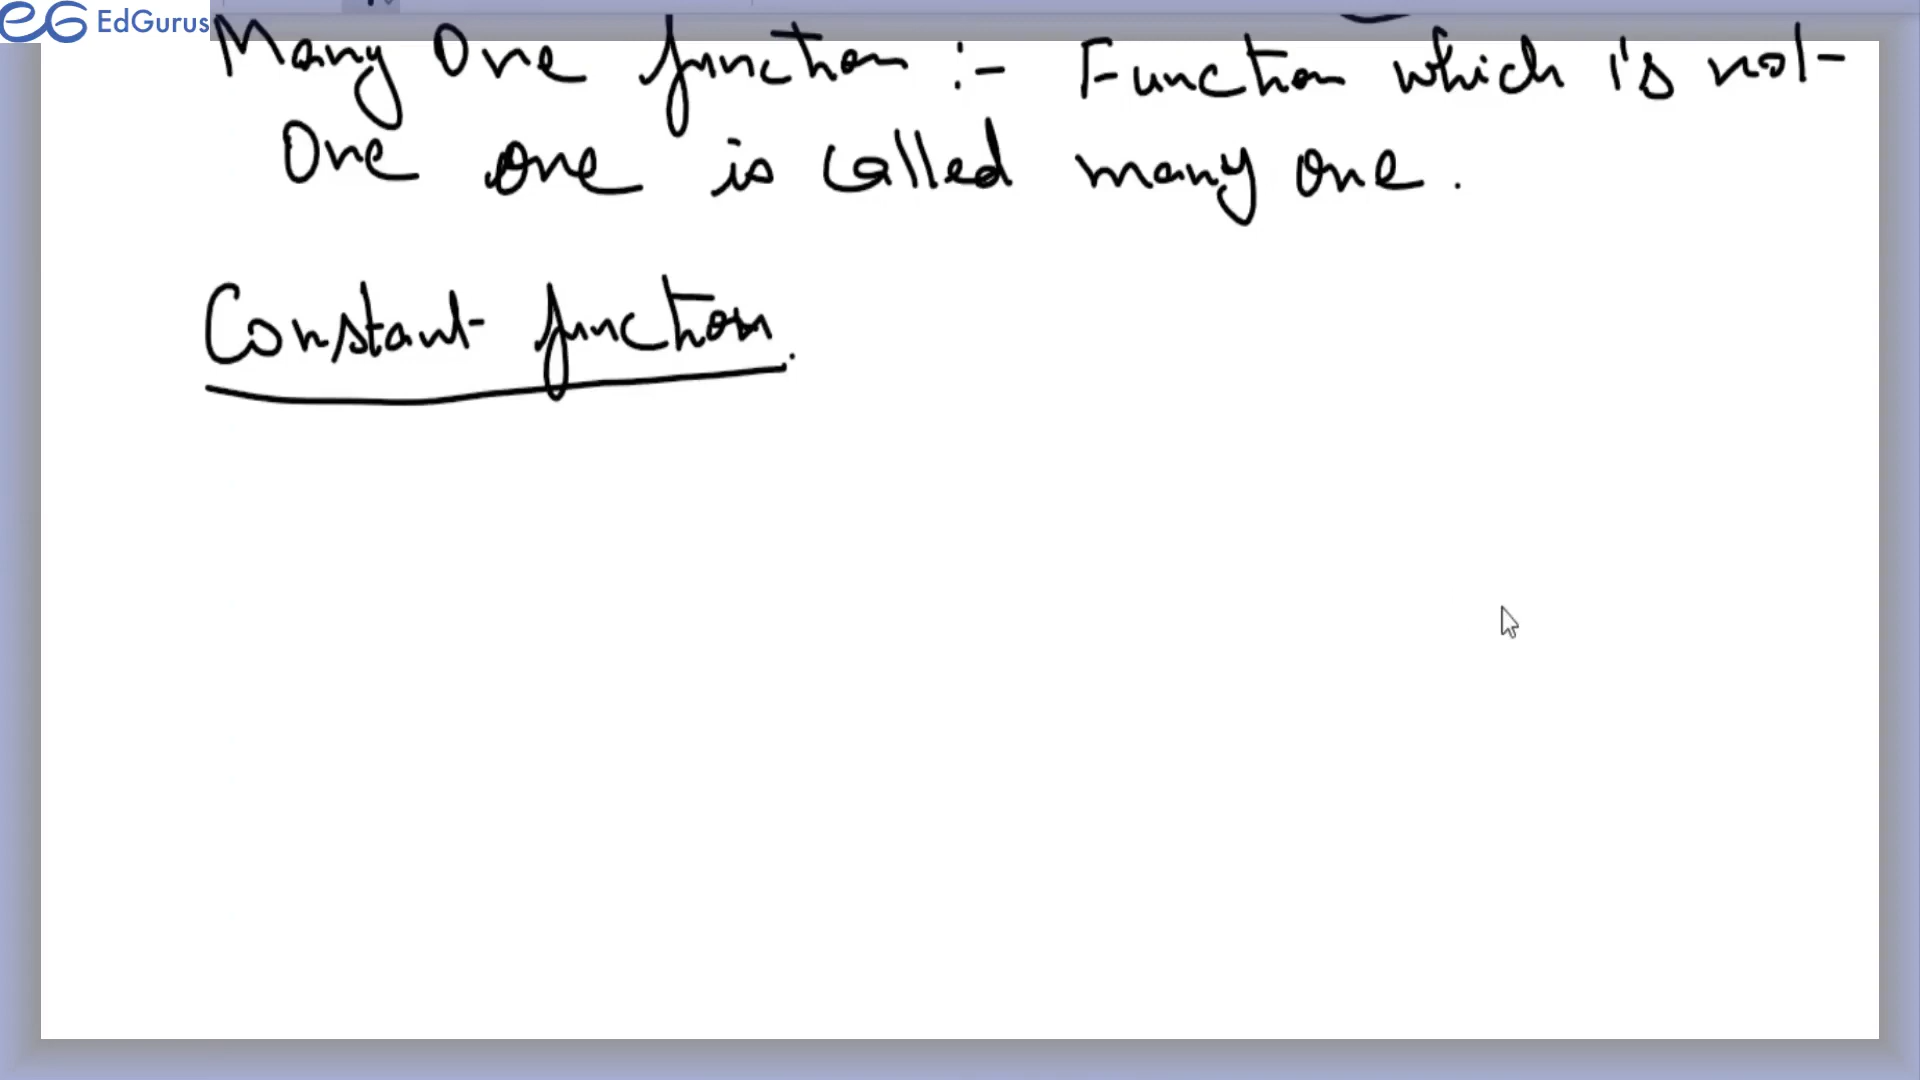 EdGurus
Many One function :- Function which is not
One one is called many one.
Constant function.